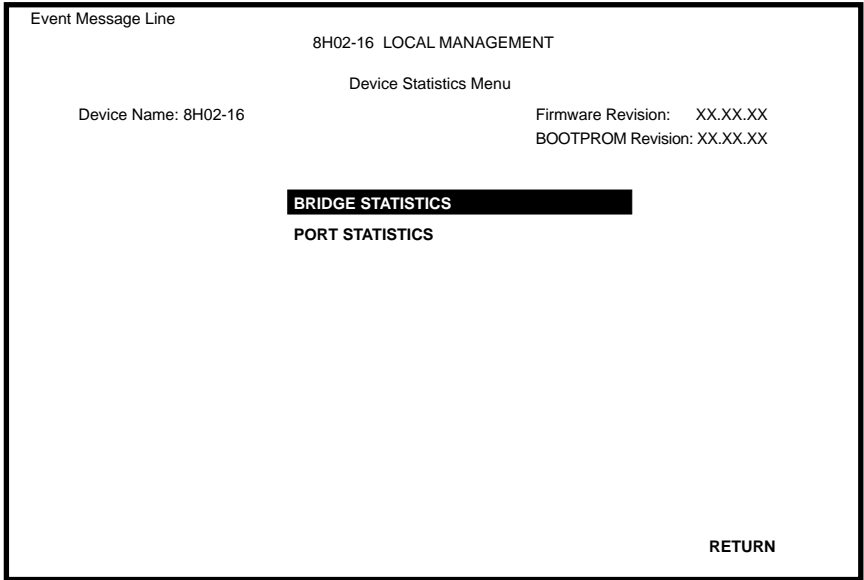 Event Message Line
8H02-16 LOCAL MANAGEMENT
Device Statistics Menu
Device Name: 8H02-16 Firmware Revision: XX.XX.XX
BOOTPROM Revision: XX.XX.XX
BRIDGE STATISTICS
PORT STATISTICS
RETURN